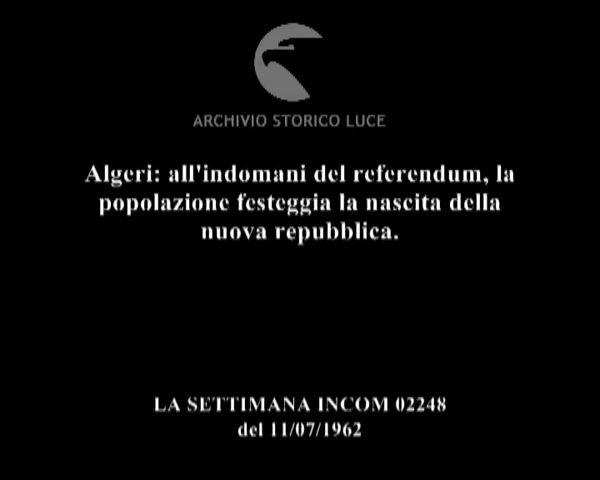 ARCHIVIO STORICO LUCE
Algeri: all'indomani del referendum, la
popolazione festeggia la nascita della
nuova repubblica.
LA SETTIMANA INCOM 02248
del 11/07/1962